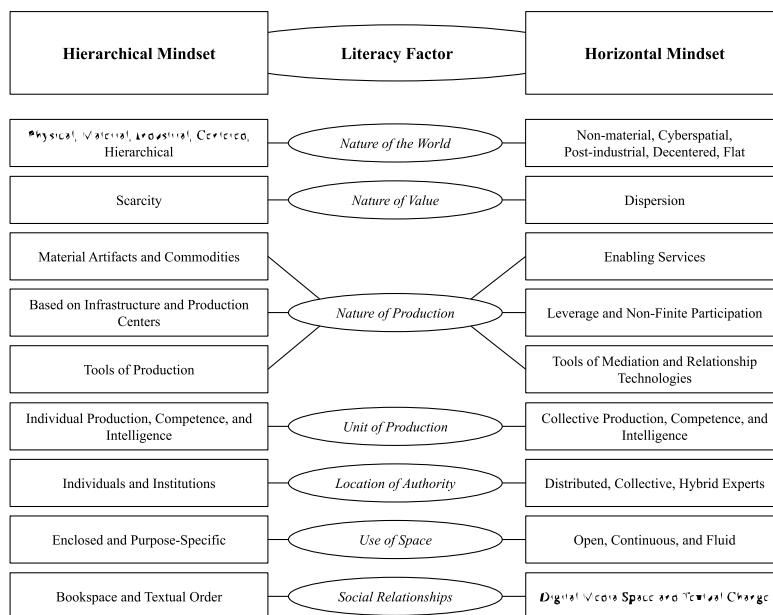 Hierarchical Mindset
Literacy Factor
Horizontal Mindset
Physical, Material, Industrial, Centered,
Hierarchical
Nature of the World
Non-material, Cyberspatial,
Post-industrial, Decentered, Flat
Scarcity
Nature of Value
Dispersion
Material Artifacts and Commodities
Enabling Services
Based on Infrastructure and Production
Centers
Nature of Production
Leverage and Non-Finite Participation
Tools of Production
Tools of Mediation and Relationship
Technologies
Individual Production, Competence, and
Intelligence
Unit of Production
Collective Production, Competence, and
Intelligence
Individuals and Institutions
Location of Authority
Distributed, Collective, Hybrid Experts
Enclosed and Purpose-Specific
Use of Space
Open, Continuous, and Fluid
Bookspace and Textual Order
Social Relationships
Digital Media Space and Change